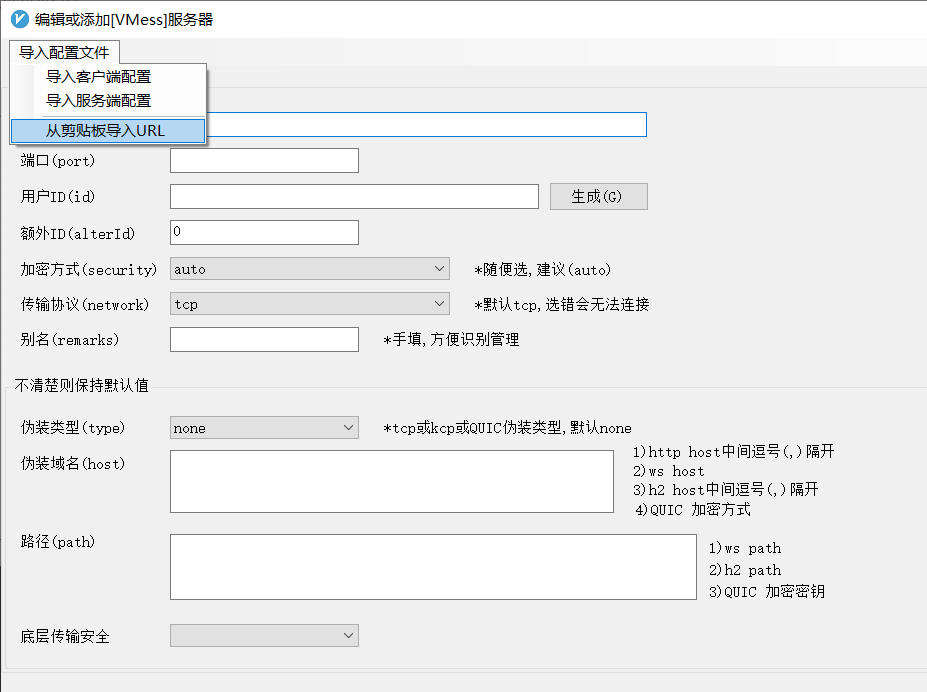 编辑或添加[VMess]服务器
导入配置文件
导入客户端配置
导入服务端配置
从剪贴板导入URL
端口(port)
用户ID(id) 生成(G)
额外ID(alterId) 0
加密方式(security) auto *随便选,建议(auto)
传输协议(network) tcp *默认tcp,选错会无法连接
别名(remarks) *手填,方便识别管理
不清楚则保持默认值
伪装类型(type) none *tcp或kcp或QUIC伪装类型,默认none
伪装域名(host)
1)http host中间逗号(,)隔开
2)ws host
3)h2 host中间逗号(,)隔开
4)QUIC 加密方式
路径(path)
1)ws path
2)h2 path
3)QUIC 加密密钥
底层传输安全